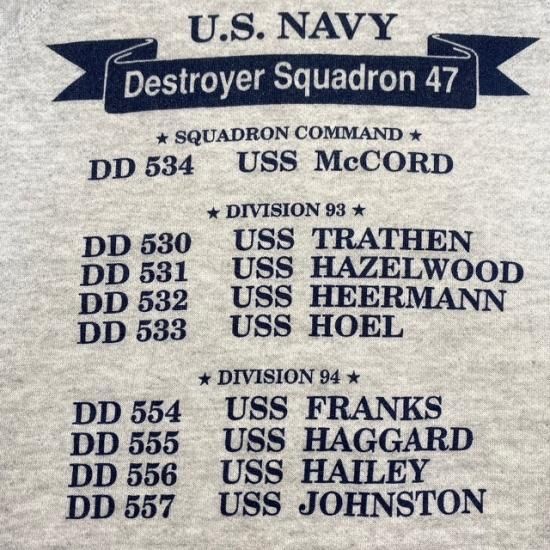 U.S. NAVY
Destroyer Squadron 47
★ SQUADRON COMMAND ★
DD 534 USS McCORD
★ DIVISION 93 ★
DD 530 USS TRATHEN
DD 531 USS HAZELWOOD
DD 532 USS HEERMANN
DD 533 USS HOEL
★ DIVISION 94 ★
DD 554 USS FRANKS
DD 555 USS HAGGARD
DD 556 USS HAILEY
DD 557 USS JOHNSTON